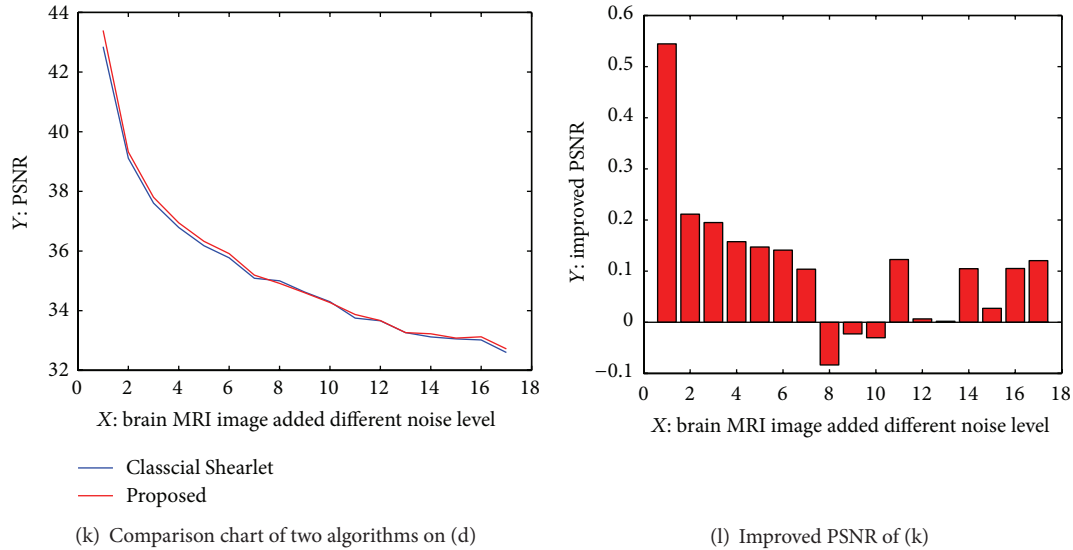 44
42
40
38
36
34
32
Y: PSNR
0 2 4 6 8 10 12 14 16 18
X: brain MRI image added different noise level
Classcial Shearlet
Proposed
(k) Comparison chart of two algorithms on (d)
0.6
0.5
0.4
0.3
0.2
0.1
0
−0.1
Y: improved PSNR
0 2 4 6 8 10 12 14 16 18
X: brain MRI image added different noise level
(l) Improved PSNR of (k)